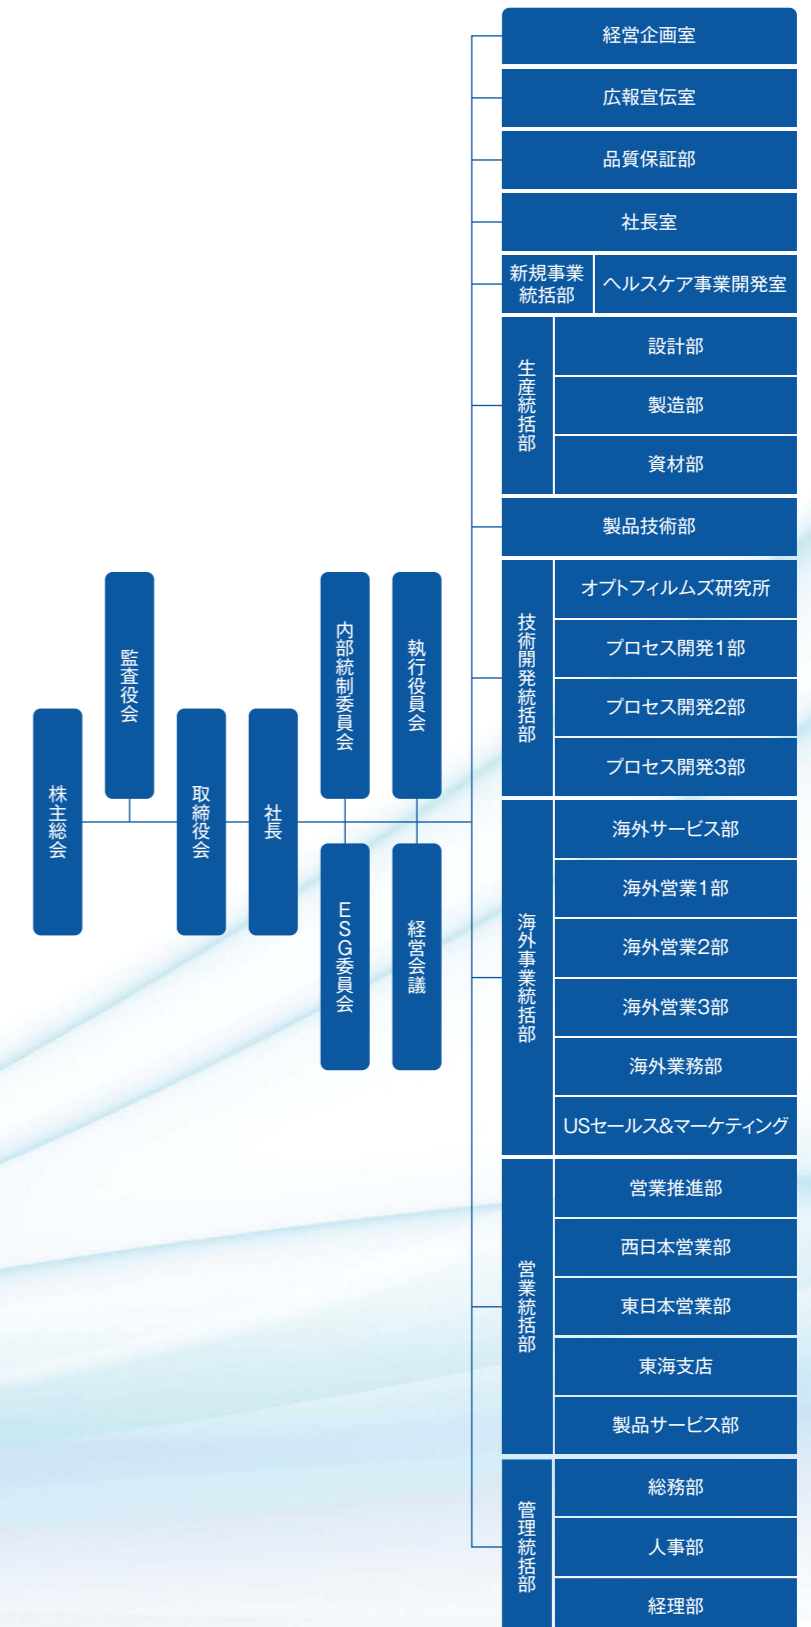 株主総会
監査役会
取締役会
社長
内部統制委員会
ESG委員会
執行役員会
経営会議
経営企画室
広報宣伝室
品質保証部
社長室
新規事業
統括部
ヘルスケア事業開発室
生産統括部
設計部
製造部
資材部
製品技術部
技術開発統括部
オプトフィルムズ研究所
プロセス開発1部
プロセス開発2部
プロセス開発3部
海外事業統括部
海外サービス部
海外営業1部
海外営業2部
海外営業3部
海外業務部
USセールス&マーケティング
営業統括部
営業推進部
西日本営業部
東日本営業部
東海支店
製品サービス部
管理統括部
総務部
人事部
経理部